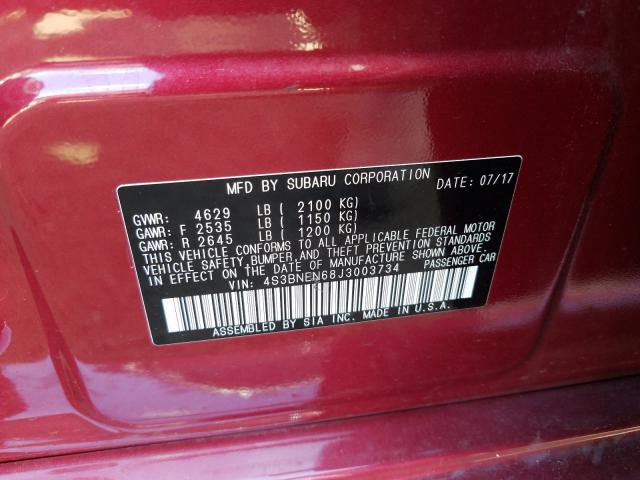 MFD BY SUBARU CORPORATION DATE: 07/17
GVWR: 4629 LB ( 2100 KG)
GAWR: F 2535 LB ( 1150 KG)
GAWR: R 2645 LB ( 1200 KG)
THIS VEHICLE CONFORMS TO ALL APPLICABLE FEDERAL MOTOR
VEHICLE SAFETY,BUMPER,AND THEFT PREVENTION STANDARDS
IN EFFECT ON THE DATE OF MANUFACTURE SHOWN ABOVE.
VIN: 4S3BNEN68J3003734 PASSENGER CAR
ASSEMBLED BY SIA INC. MADE IN U.S.A.